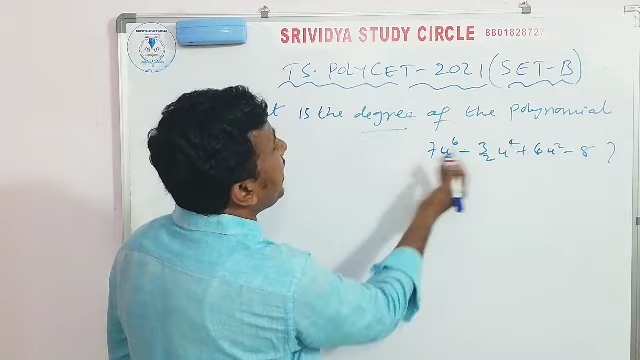 SRIVIDYA STUDY CIRCLE 8801828727
TS. POLYCET - 2021 (SET-B)
is the degree of the polynomial
7u⁶ - 3/2 u⁴ + 6u² - 8 ?